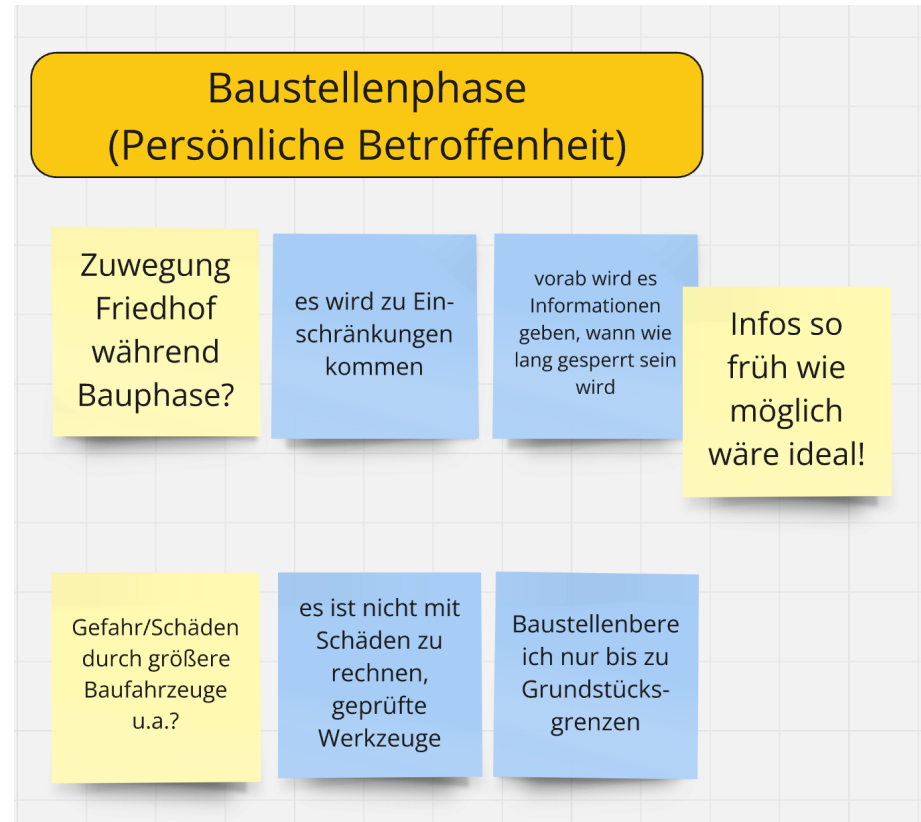 Baustellenphase
(Persönliche Betroffenheit)
Zuwegung
Friedhof
während
Bauphase?
es wird zu Ein-
schränkungen
kommen
vorab wird es
Informationen
geben, wann wie
lang gesperrt sein
wird
Infos so
früh wie
möglich
wäre ideal!
Gefahr/Schäden
durch größere
Baufahrzeuge
u.a.?
es ist nicht mit
Schäden zu
rechnen,
geprüfte
Werkzeuge
Baustellenbere
ich nur bis zu
Grundstücks-
grenzen